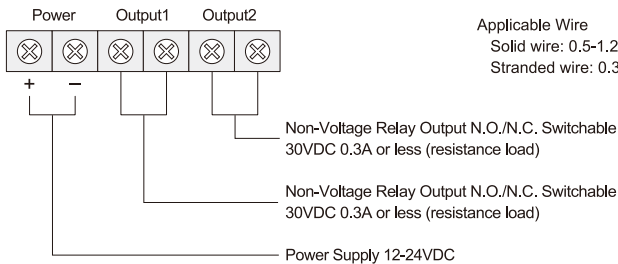 Power Output1 Output2
+ −
Applicable Wire
Solid wire: 0.5-1.2
Stranded wire: 0.3
Non-Voltage Relay Output N.O./N.C. Switchable
30VDC 0.3A or less (resistance load)
Non-Voltage Relay Output N.O./N.C. Switchable
30VDC 0.3A or less (resistance load)
Power Supply 12-24VDC